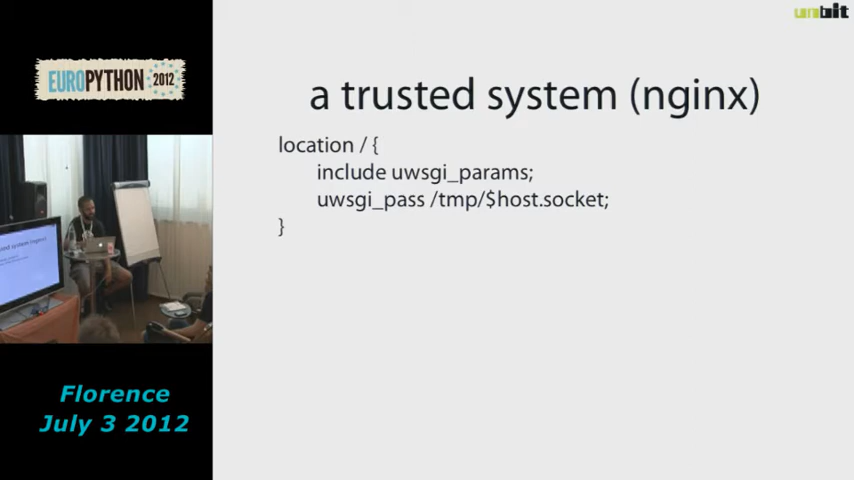 unbit
EUROPYTHON 2012
a trusted system (nginx)
location / {
include uwsgi_params;
uwsgi_pass /tmp/$host.socket;
}
Florence
July 3 2012